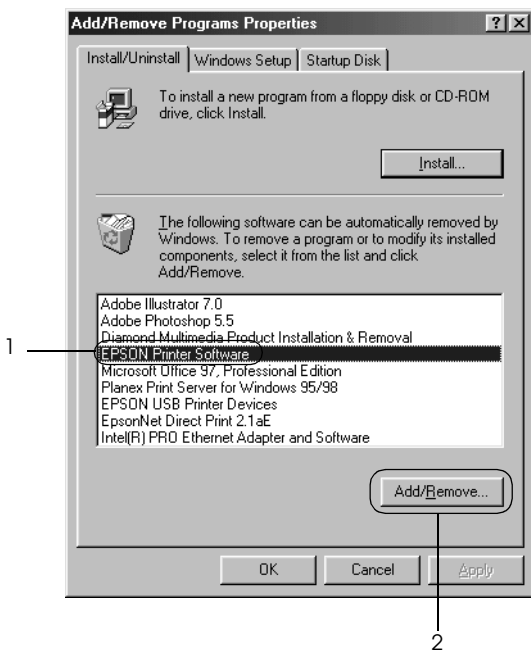 Add/Remove Programs Properties
? X
Install/Uninstall Windows Setup Startup Disk
To install a new program from a floppy disk or CD-ROM
drive, click Install.
Install...
The following software can be automatically removed by
Windows. To remove a program or to modify its installed
components, select it from the list and click
Add/Remove.
Adobe Illustrator 7.0
Adobe Photoshop 5.5
Diamond Multimedia Product Installation & Removal
1
EPSON Printer Software
Microsoft Office 97, Professional Edition
Planex Print Server for Windows 95/98
EPSON USB Printer Devices
EpsonNet Direct Print 2.1aE
Intel(R) PRO Ethernet Adapter and Software
Add/Remove...
OK Cancel Apply
2